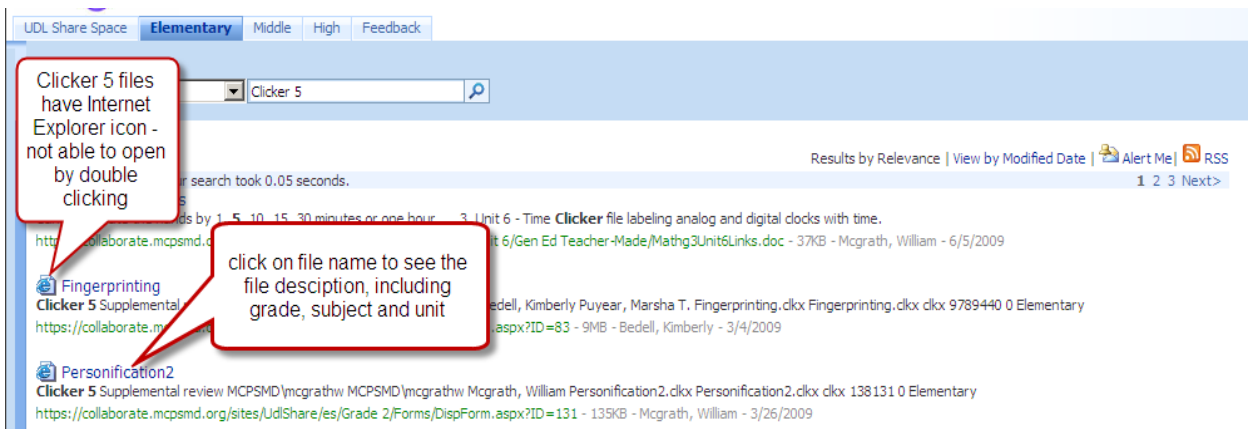 UDL Share Space Elementary Middle High Feedback
Clicker 5 files
have Internet
Explorer icon -
not able to open
by double
clicking
Clicker 5
Results by Relevance | View by Modified Date | Alert Me| RSS
search took 0.05 seconds.
1 2 3 Next>
by 1, 5, 10, 15, 30 minutes or one hour ... 3. Unit 6 - Time Clicker file labeling analog and digital clocks with time.
6/Gen Ed Teacher-Made/Mathg3Unit6Links.doc - 37KB - Mcgrath, William - 6/5/2009
click on file name to see the
file desciption, including
grade, subject and unit
Fingerprinting
Clicker 5 Supplemental
Bedell, Kimberly Puyear, Marsha T. Fingerprinting.clkx Fingerprinting.clkx clkx 9789440 0 Elementary
.aspx?ID=83 - 9MB - Bedell, Kimberly - 3/4/2009
Personification2
Clicker 5 Supplemental review MCPSMD\mcgrathw MCPSMD\mcgrathw Mcgrath, William Personification2.clkx Personification2.clkx clkx 138131 0 Elementary
https://collaborate.mcpsmd.org/sites/UdlShare/es/Grade 2/Forms/DispForm.aspx?ID=131 - 135KB - Mcgrath, William - 3/26/2009